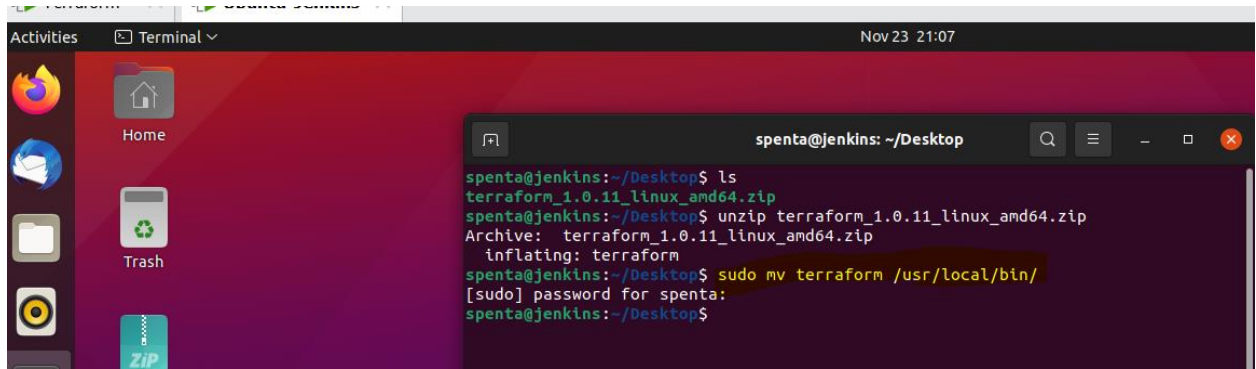 Activities
Terminal
Nov 23 21:07
Home
Trash
ZIP
spenta@jenkins: ~/Desktop
spenta@jenkins:~/Desktop$ ls
terraform_1.0.11_linux_amd64.zip
spenta@jenkins:~/Desktop$ unzip terraform_1.0.11_linux_amd64.zip
Archive:  terraform_1.0.11_linux_amd64.zip
  inflating: terraform
spenta@jenkins:~/Desktop$ sudo mv terraform /usr/local/bin/
[sudo] password for spenta:
spenta@jenkins:~/Desktop$